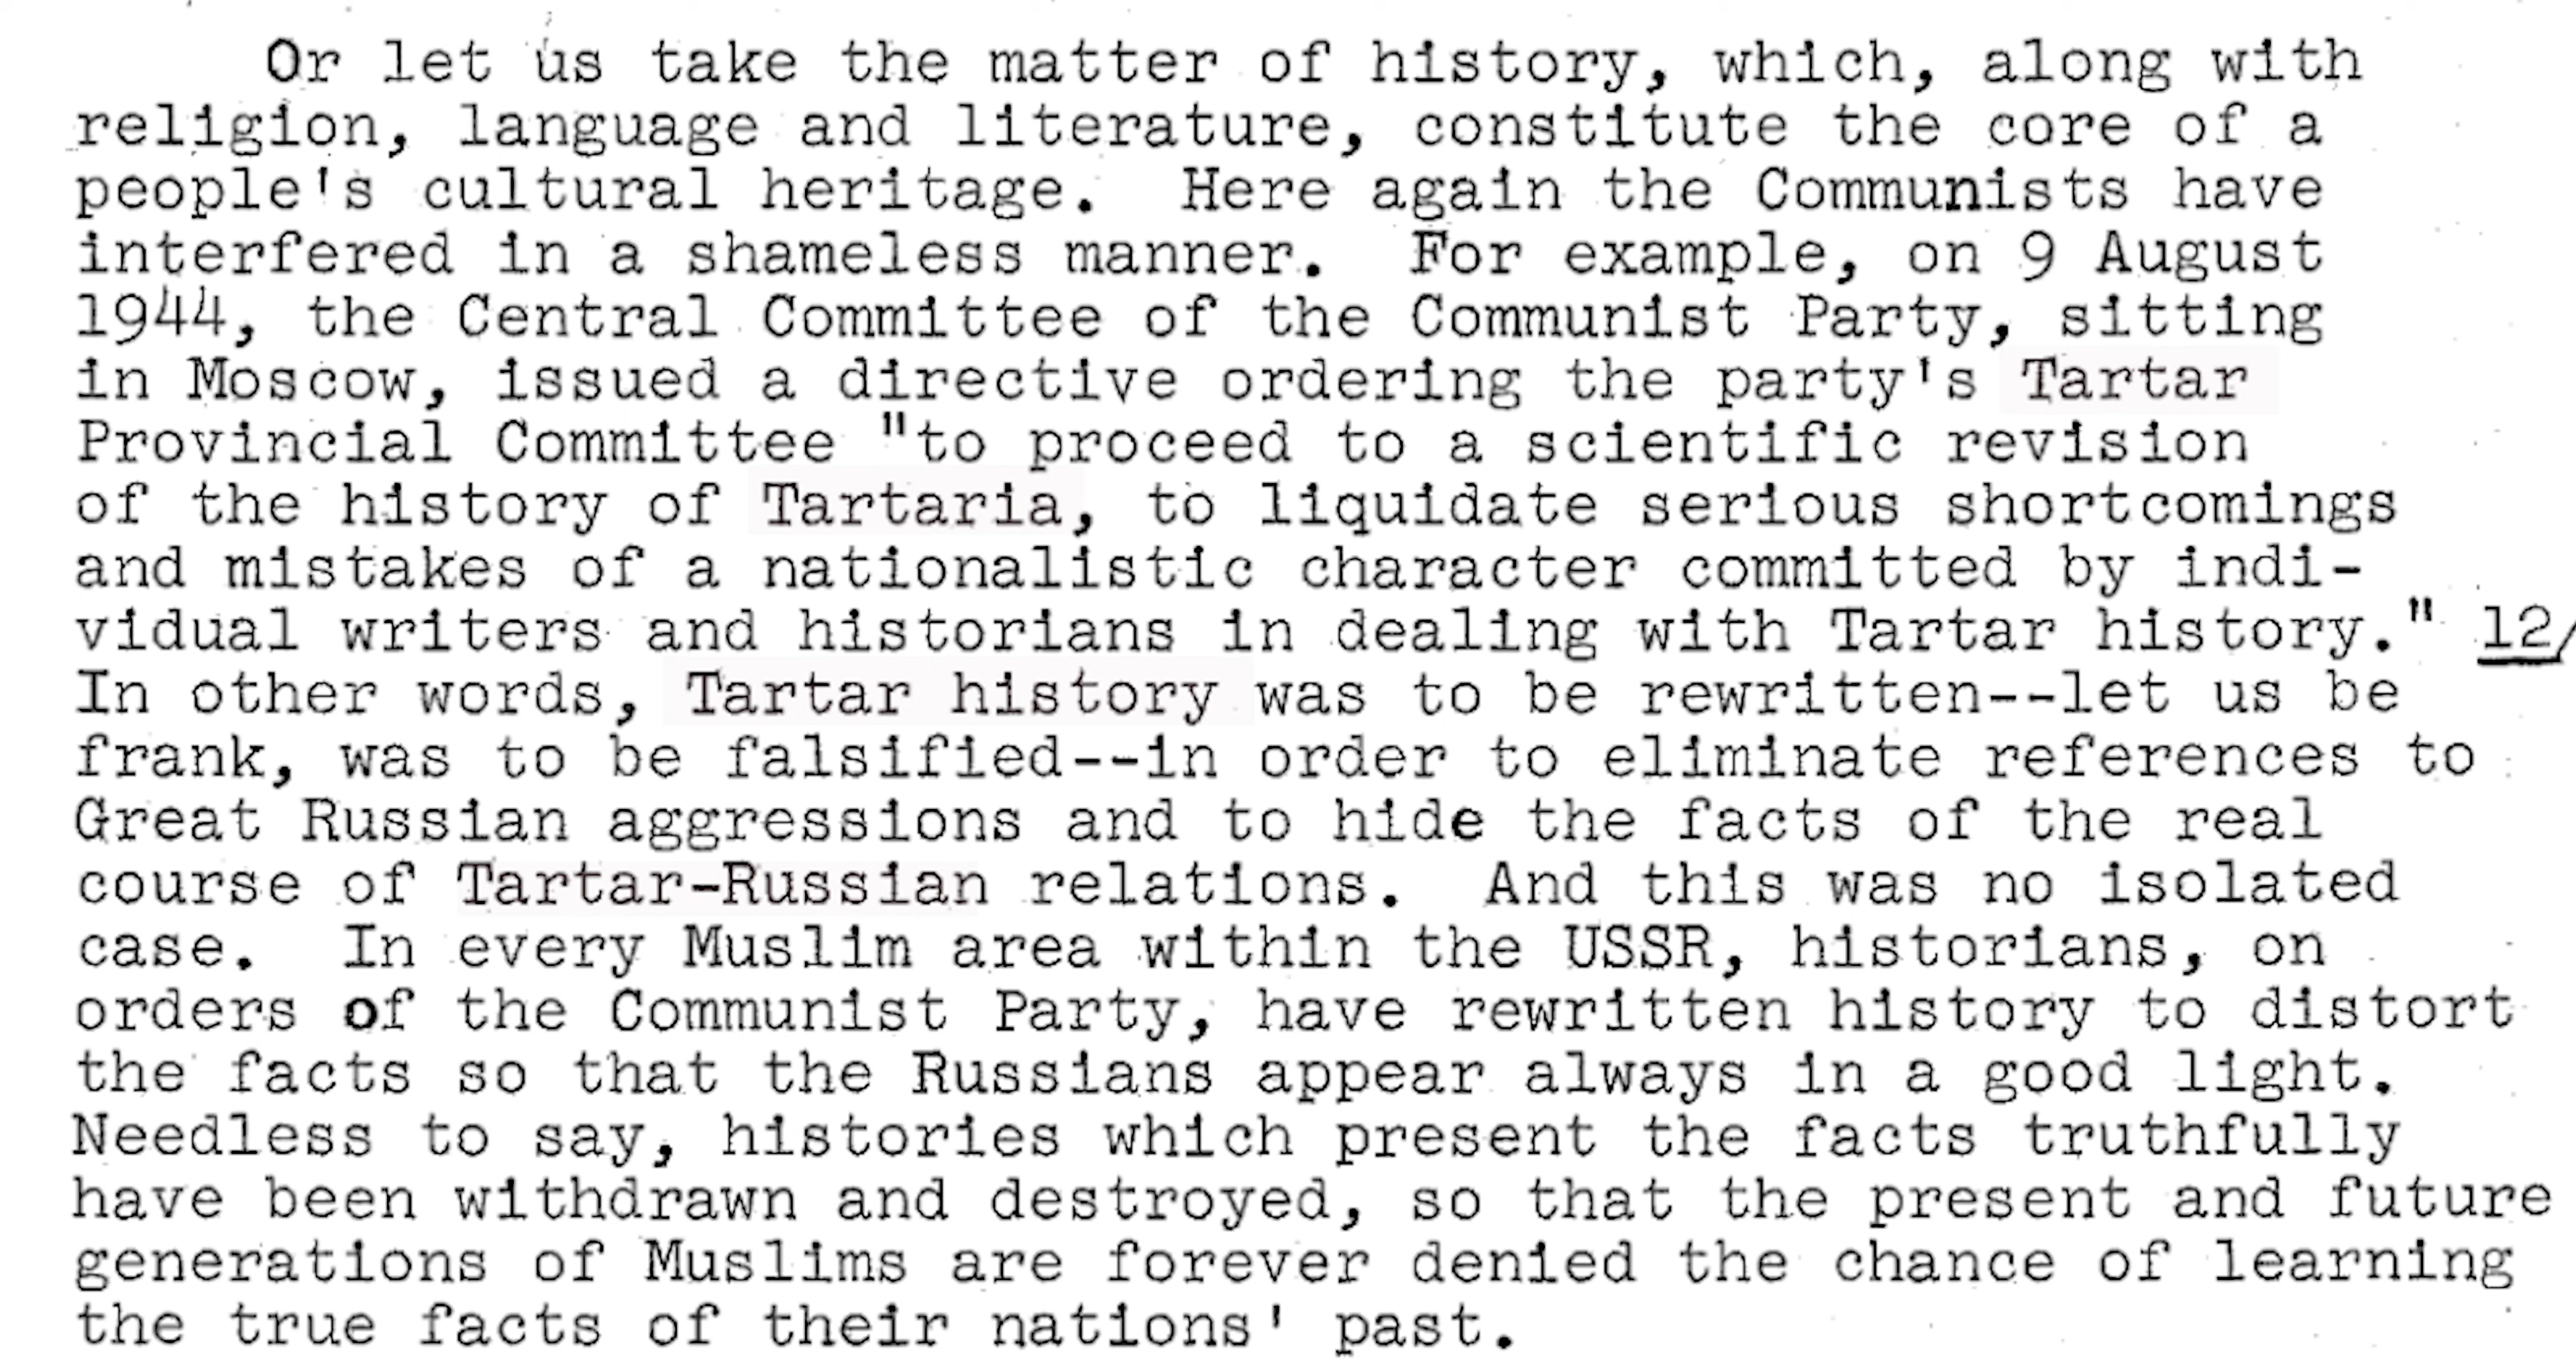 Or let us take the matter of history, which, along with
religion, language and literature, constitute the core of a
people's cultural heritage. Here again the Communists have
interfered in a shameless manner. For example, on 9 August
1944, the Central Committee of the Communist Party, sitting
in Moscow, issued a directive ordering the party's Tartar
Provincial Committee "to proceed to a scientific revision
of the history of Tartaria, to liquidate serious shortcomings
and mistakes of a nationalistic character committed by indi-
vidual writers and historians in dealing with Tartar history." 12/
In other words, Tartar history was to be rewritten--let us be
frank, was to be falsified--in order to eliminate references to
Great Russian aggressions and to hide the facts of the real
course of Tartar-Russian relations. And this was no isolated
case. In every Muslim area within the USSR, historians, on
orders of the Communist Party, have rewritten history to distort
the facts so that the Russians appear always in a good light.
Needless to say, histories which present the facts truthfully
have been withdrawn and destroyed, so that the present and future
generations of Muslims are forever denied the chance of learning
the true facts of their nations' past.